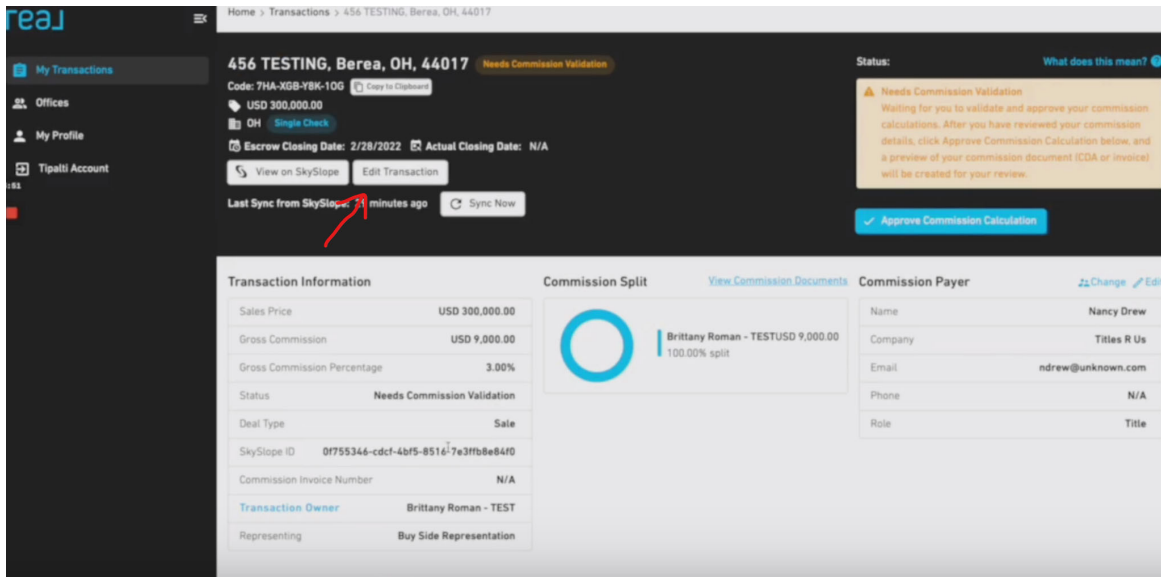 real
Home > Transactions > 456 TESTING, Berea, OH, 44017
My Transactions
Offices
My Profile
Tipalti Account
:51
456 TESTING, Berea, OH, 44017 Needs Commission Validation
Code: 7HA-XGB-Y8K-1OG Copy to Clipboard
USD 300,000.00
OH Single Check
Escrow Closing Date: 2/28/2022 Actual Closing Date: N/A
View on SkySlope Edit Transaction
Last Sync from SkySlope: minutes ago Sync Now
Status: What does this mean?
Needs Commission Validation
Waiting for you to validate and approve your commission
calculations. After you have reviewed your commission
details, click Approve Commission Calculation below, and
a preview of your commission document (CDA or invoice)
will be created for your review.
Approve Commission Calculation
Transaction Information
Sales Price USD 300,000.00
Gross Commission USD 9,000.00
Gross Commission Percentage 3.00%
Status Needs Commission Validation
Deal Type Sale
SkySlope ID 0f755346-cdcf-4bf5-8516-7e3ffb8e84f0
Commission Invoice Number N/A
Transaction Owner Brittany Roman - TEST
Representing Buy Side Representation
Commission Split View Commission Documents
Brittany Roman - TESTUSD 9,000.00
100.00% split
Commission Payer Change Edi
Name Nancy Drew
Company Titles R Us
Email ndrew@unknown.com
Phone N/A
Role Title